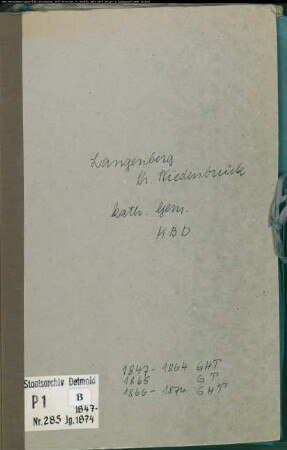 Langenberg
Kr. Wiedenbrück
kath. Gem.
KBD
1847-1864 GHT
1865 GT
1866-1874 GHT
Staatsarchiv Detmold
P1 B
1847-
Nr. 285 Jg. 1874